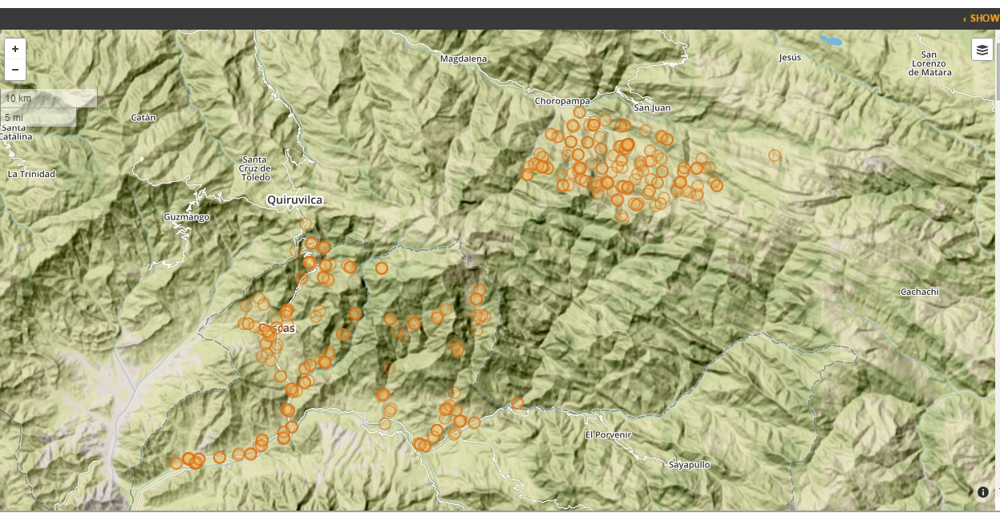 ‹ SHOW
+
−
10 km
5 mi
Santa
Catalina
La Trinidad
Catán
Santa
Cruz de
Toledo
Quiruvilca
Guzmango
Magdalena
Choropampa
San Juan
Jesús
San
Lorenzo
de Matara
Cachachi
Cascas
El Porvenir
Sayapullo
i